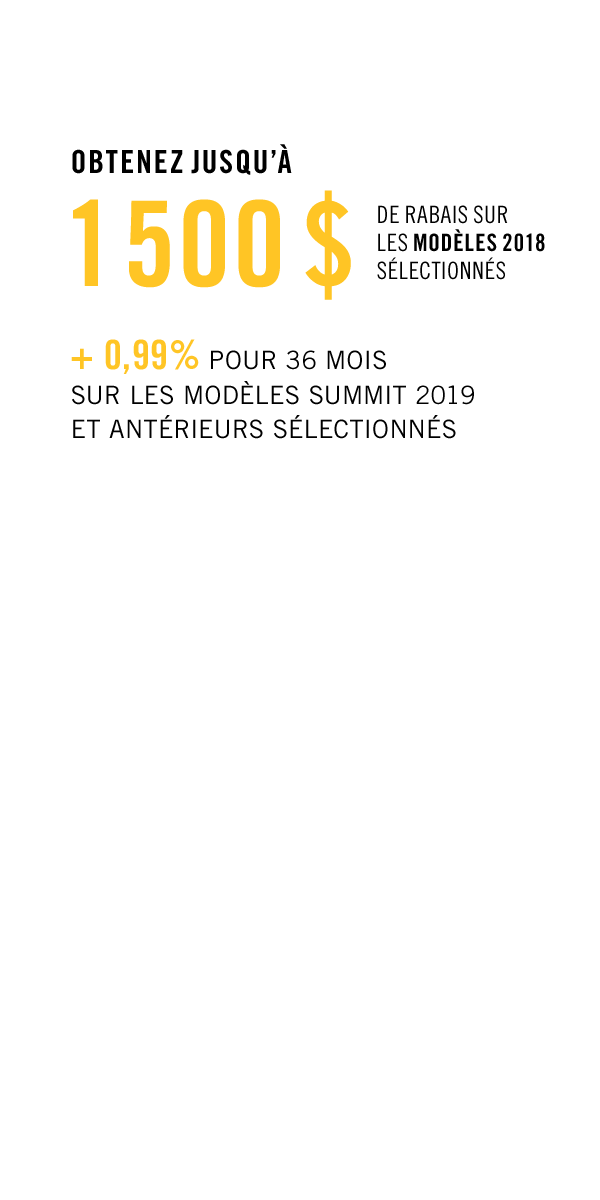 OBTENEZ JUSQU'À
1 500 $
DE RABAIS SUR
LES MODÈLES 2018
SÉLECTIONNÉS
+ 0,99% POUR 36 MOIS
SUR LES MODÈLES SUMMIT 2019
ET ANTÉRIEURS SÉLECTIONNÉS